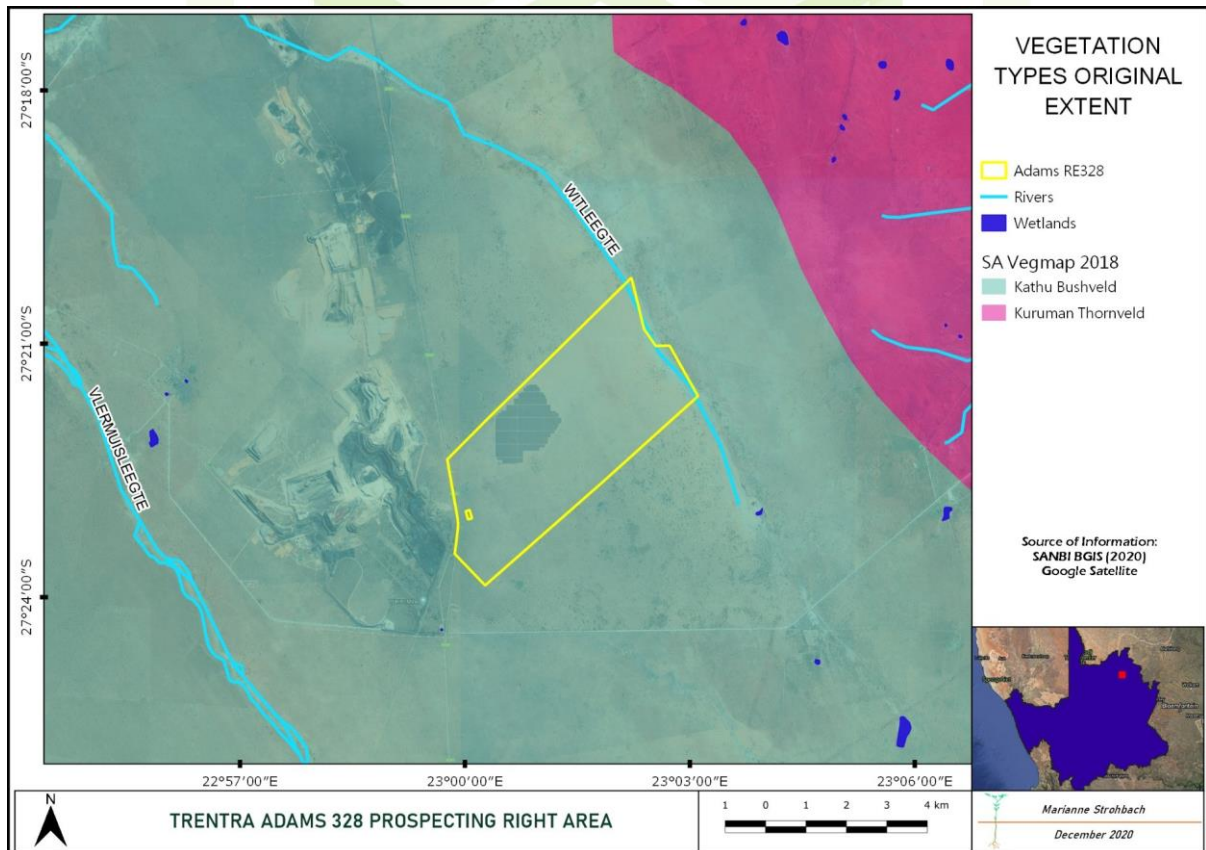 VEGETATION
TYPES ORIGINAL
EXTENT
Adams RE328
Rivers
Wetlands
SA Vegmap 2018
Kathu Bushveld
Kuruman Thornveld
Source of Information:
SANBI BGIS (2020)
Google Satellite
27°18'00"S
27°21'00"S
27°24'00"S
WITLEEGTE
VLERMUISLEEGTE
22°57'00"E
23°00'00"E
23°03'00"E
23°06'00"E
N
TRENTRA ADAMS 328 PROSPECTING RIGHT AREA
1 0 1 2 3 4 km
Marianne Strohbach
December 2020